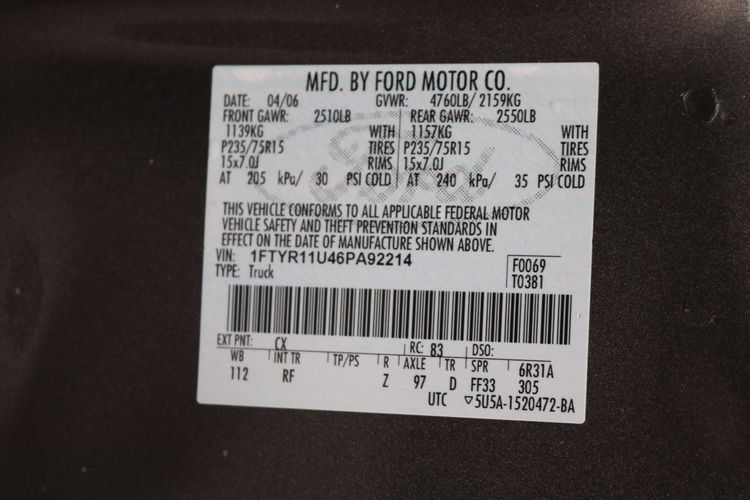 MFD. BY FORD MOTOR CO.
DATE: 04/06 GVWR: 4760LB/ 2159KG
FRONT GAWR: 2510LB REAR GAWR: 2550LB
1139KG WITH 1157KG WITH
P235/75R15 TIRES P235/75R15 TIRES
15x7.0J RIMS 15x7.0J RIMS
AT 205 kPa/ 30 PSI COLD AT 240 kPa/ 35 PSI COLD
Ford
THIS VEHICLE CONFORMS TO ALL APPLICABLE FEDERAL MOTOR
VEHICLE SAFETY AND THEFT PREVENTION STANDARDS IN
EFFECT ON THE DATE OF MANUFACTURE SHOWN ABOVE.
VIN: 1FTYR11U46PA92214 F0069
TYPE: Truck T0381
EXT PNT: CX RC: 83 DSO:
WB INT TR TP/PS R AXLE TR SPR 6R31A
112 RF Z 97 D FF33 305
UTC ▽5U5A-1520472-BA